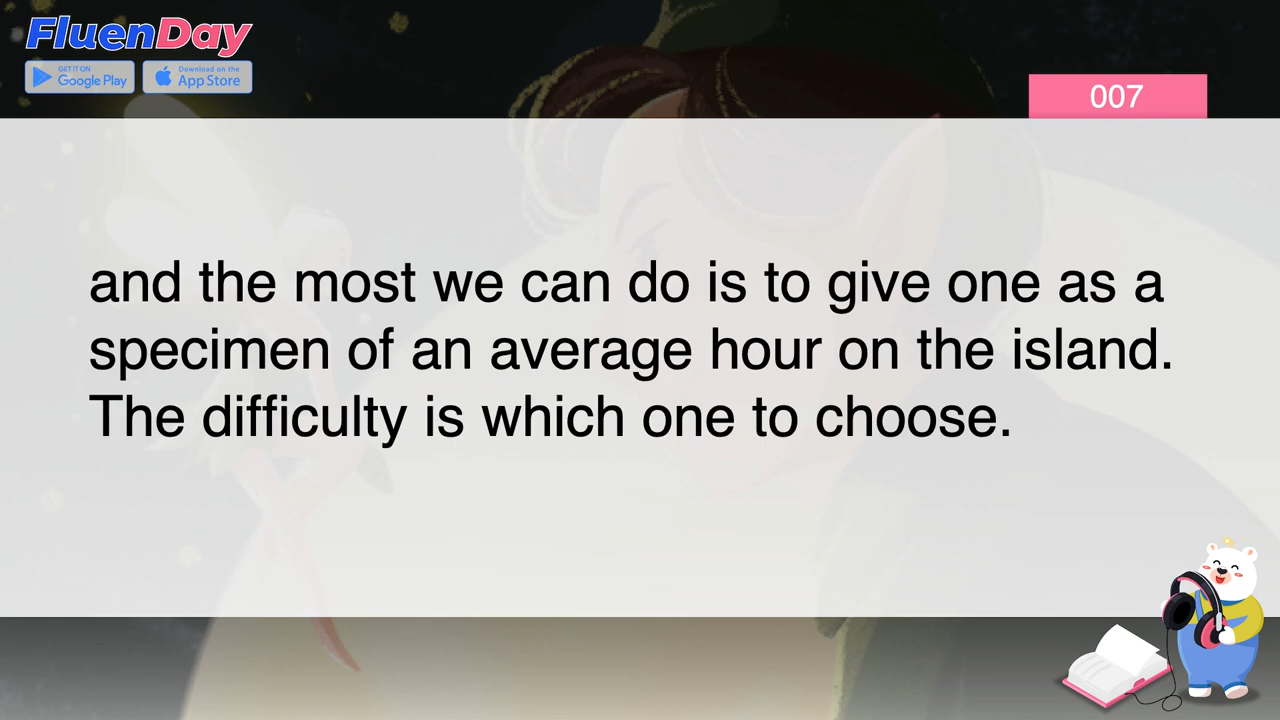 FluenDay
GET IT ON
Google Play
Download on the
App Store
007
and the most we can do is to give one as a
specimen of an average hour on the island.
The difficulty is which one to choose.